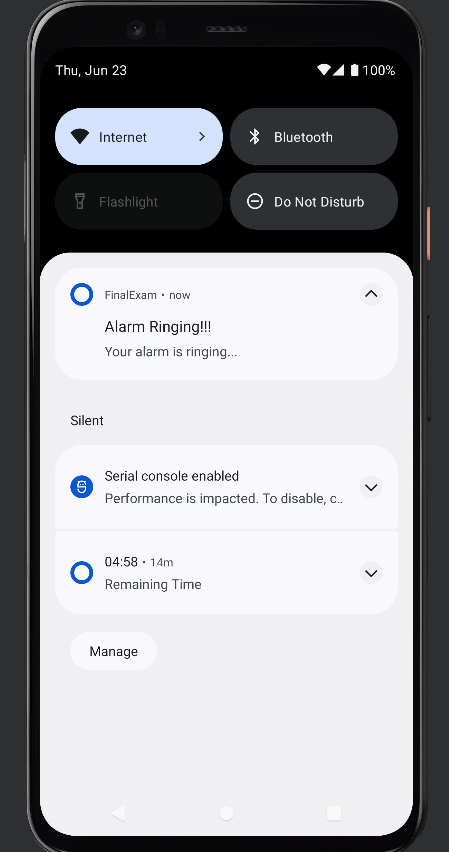 Thu, Jun 23 100%
Internet Bluetooth
Flashlight Do Not Disturb
FinalExam • now
Alarm Ringing!!!
Your alarm is ringing...
Silent
Serial console enabled
Performance is impacted. To disable, c..
04:58 • 14m
Remaining Time
Manage